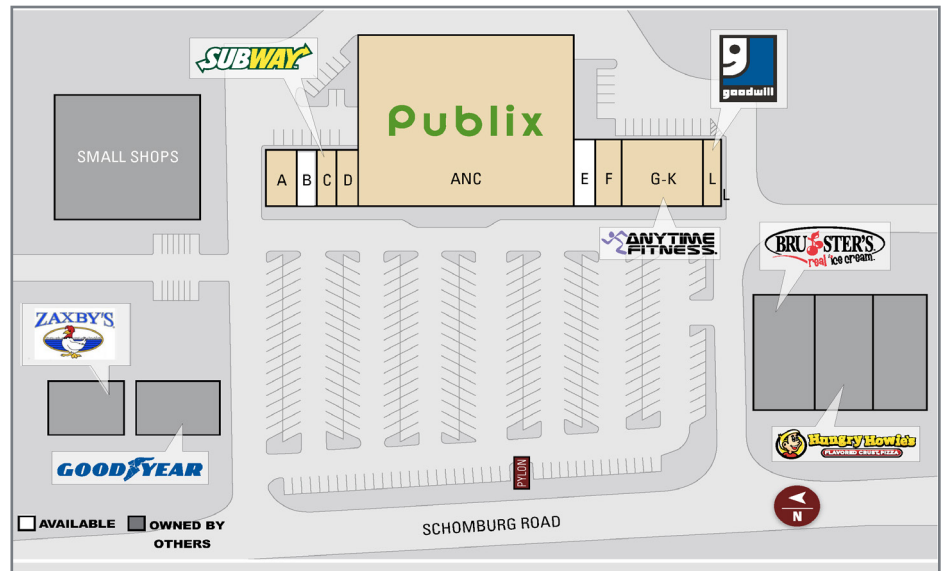 SUBWAY
Publix
goodwill
SMALL SHOPS
A
B
C
D
ANC
E
F
G-K
L
L
ANYTIME
FITNESS.
BRUSTER'S.
real ice cream.
ZAXBY'S
GOODYEAR
Hungry Howie's
FLAVORED CRUST PIZZA
PYLON
N
AVAILABLE
OWNED BY
OTHERS
SCHOMBURG ROAD